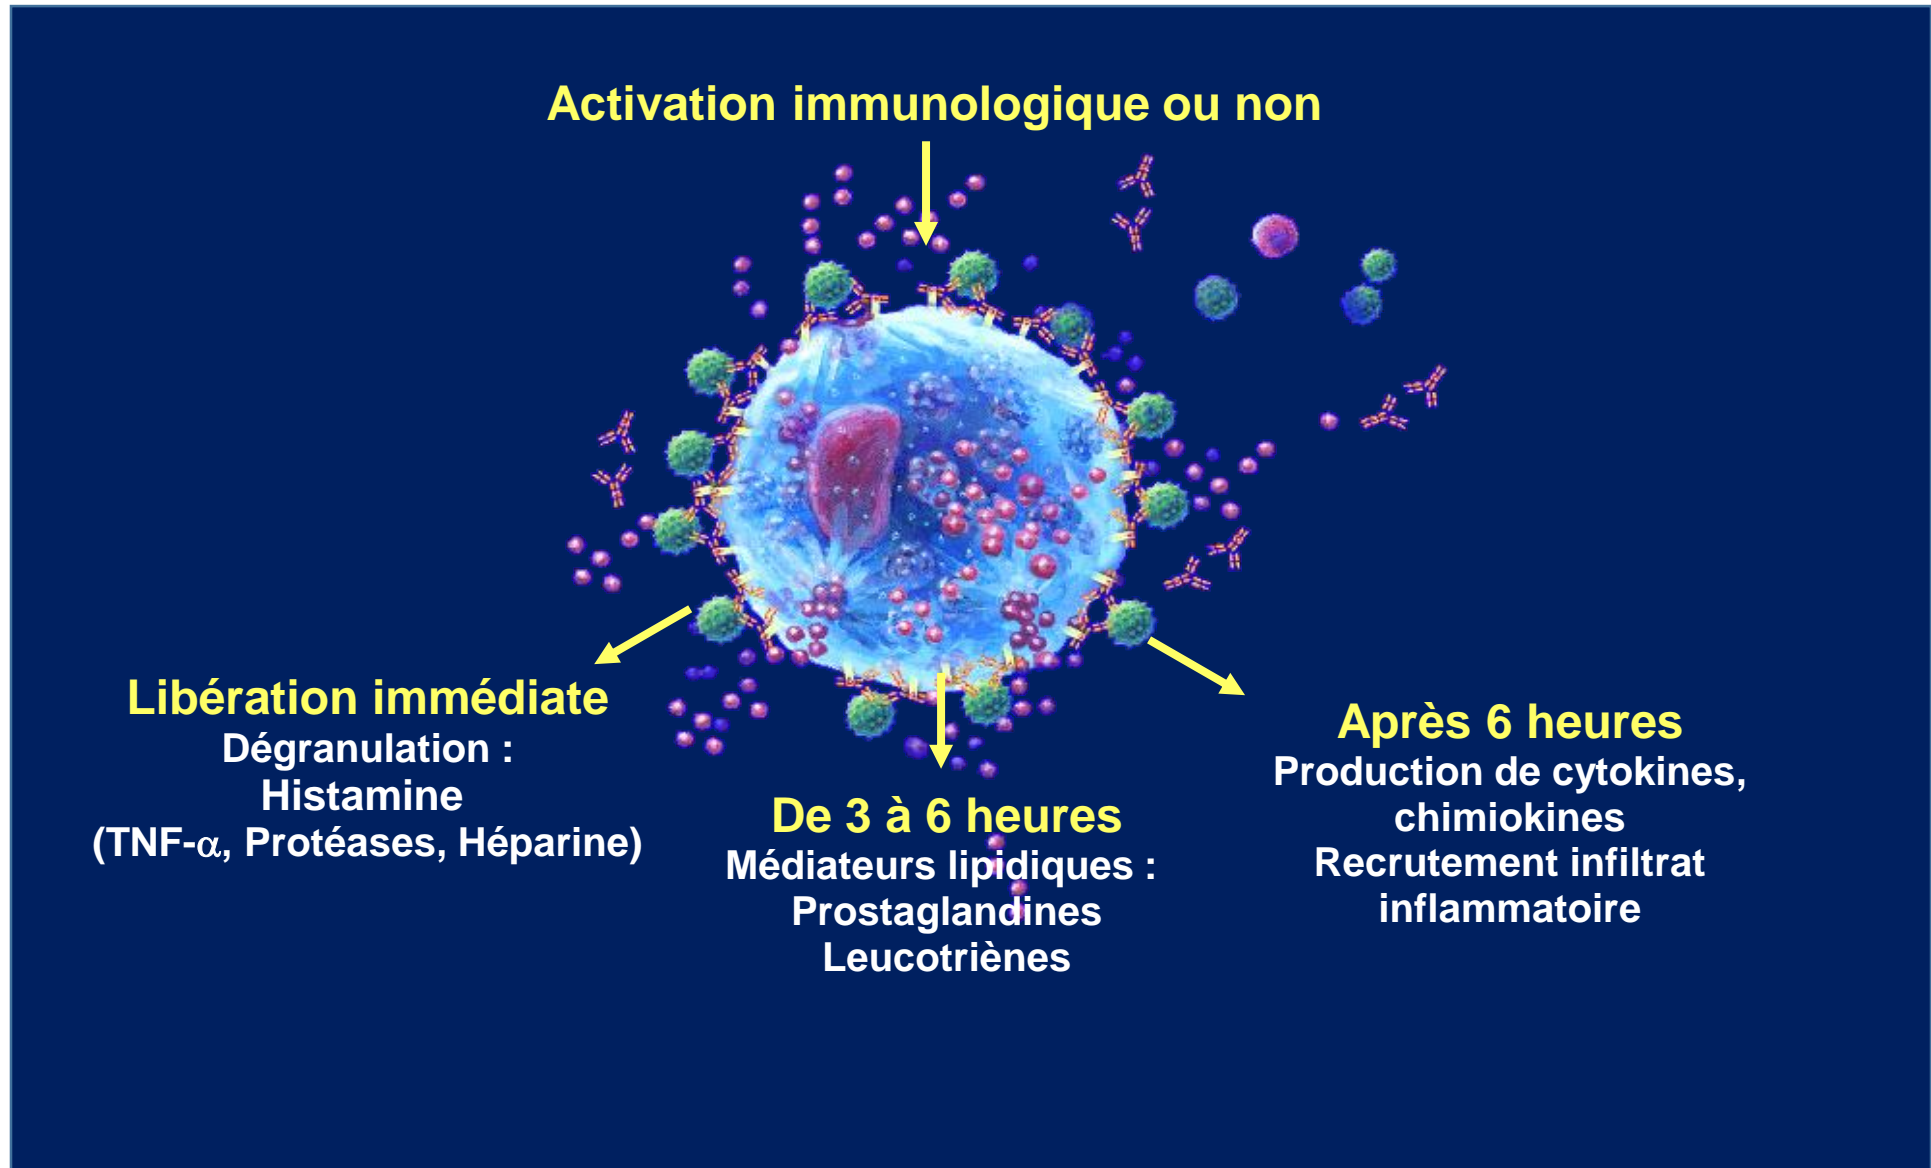 Activation immunologique ou non
Libération immédiate
Dégranulation :
Histamine
(TNF-α, Protéases, Héparine)
De 3 à 6 heures
Médiateurs lipidiques :
Prostaglandines
Leucotriènes
Après 6 heures
Production de cytokines,
chimiokines
Recrutement infiltrat
inflammatoire